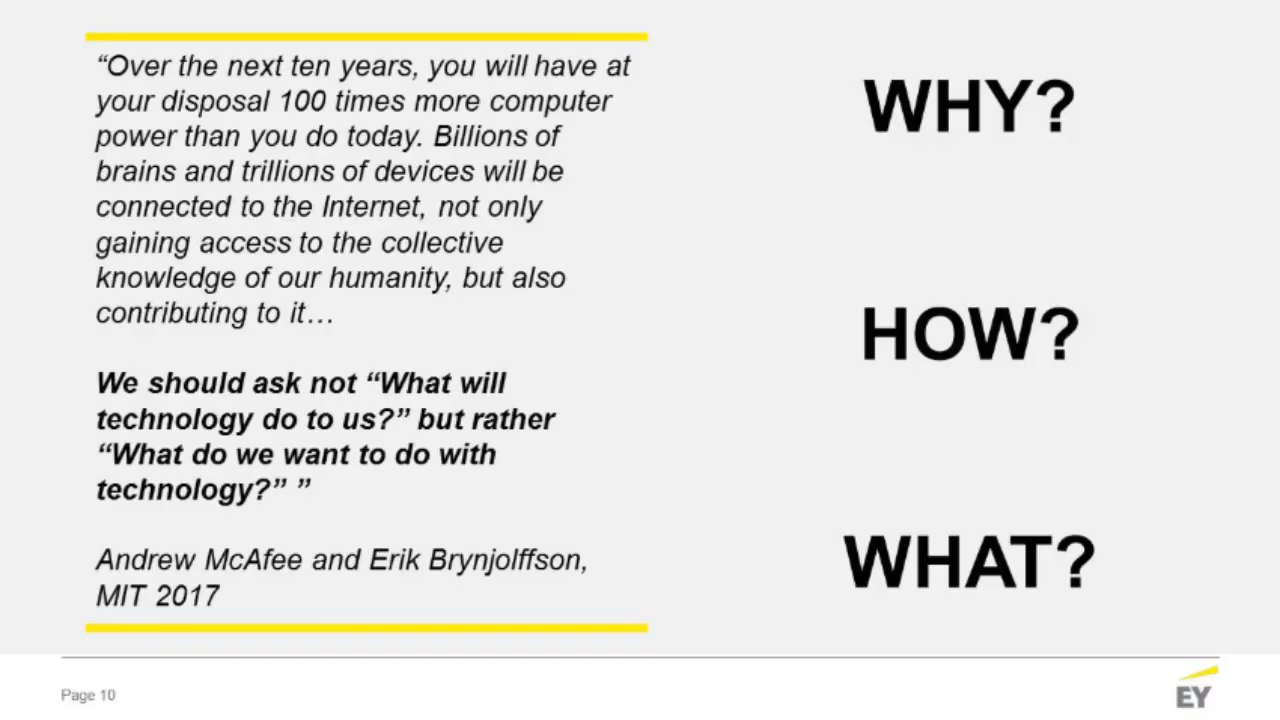 “Over the next ten years, you will have at
your disposal 100 times more computer
power than you do today. Billions of
brains and trillions of devices will be
connected to the Internet, not only
gaining access to the collective
knowledge of our humanity, but also
contributing to it…
We should ask not “What will
technology do to us?” but rather
“What do we want to do with
technology?” ”
Andrew McAfee and Erik Brynjolffson,
MIT 2017
WHY?
HOW?
WHAT?
Page 10
EY